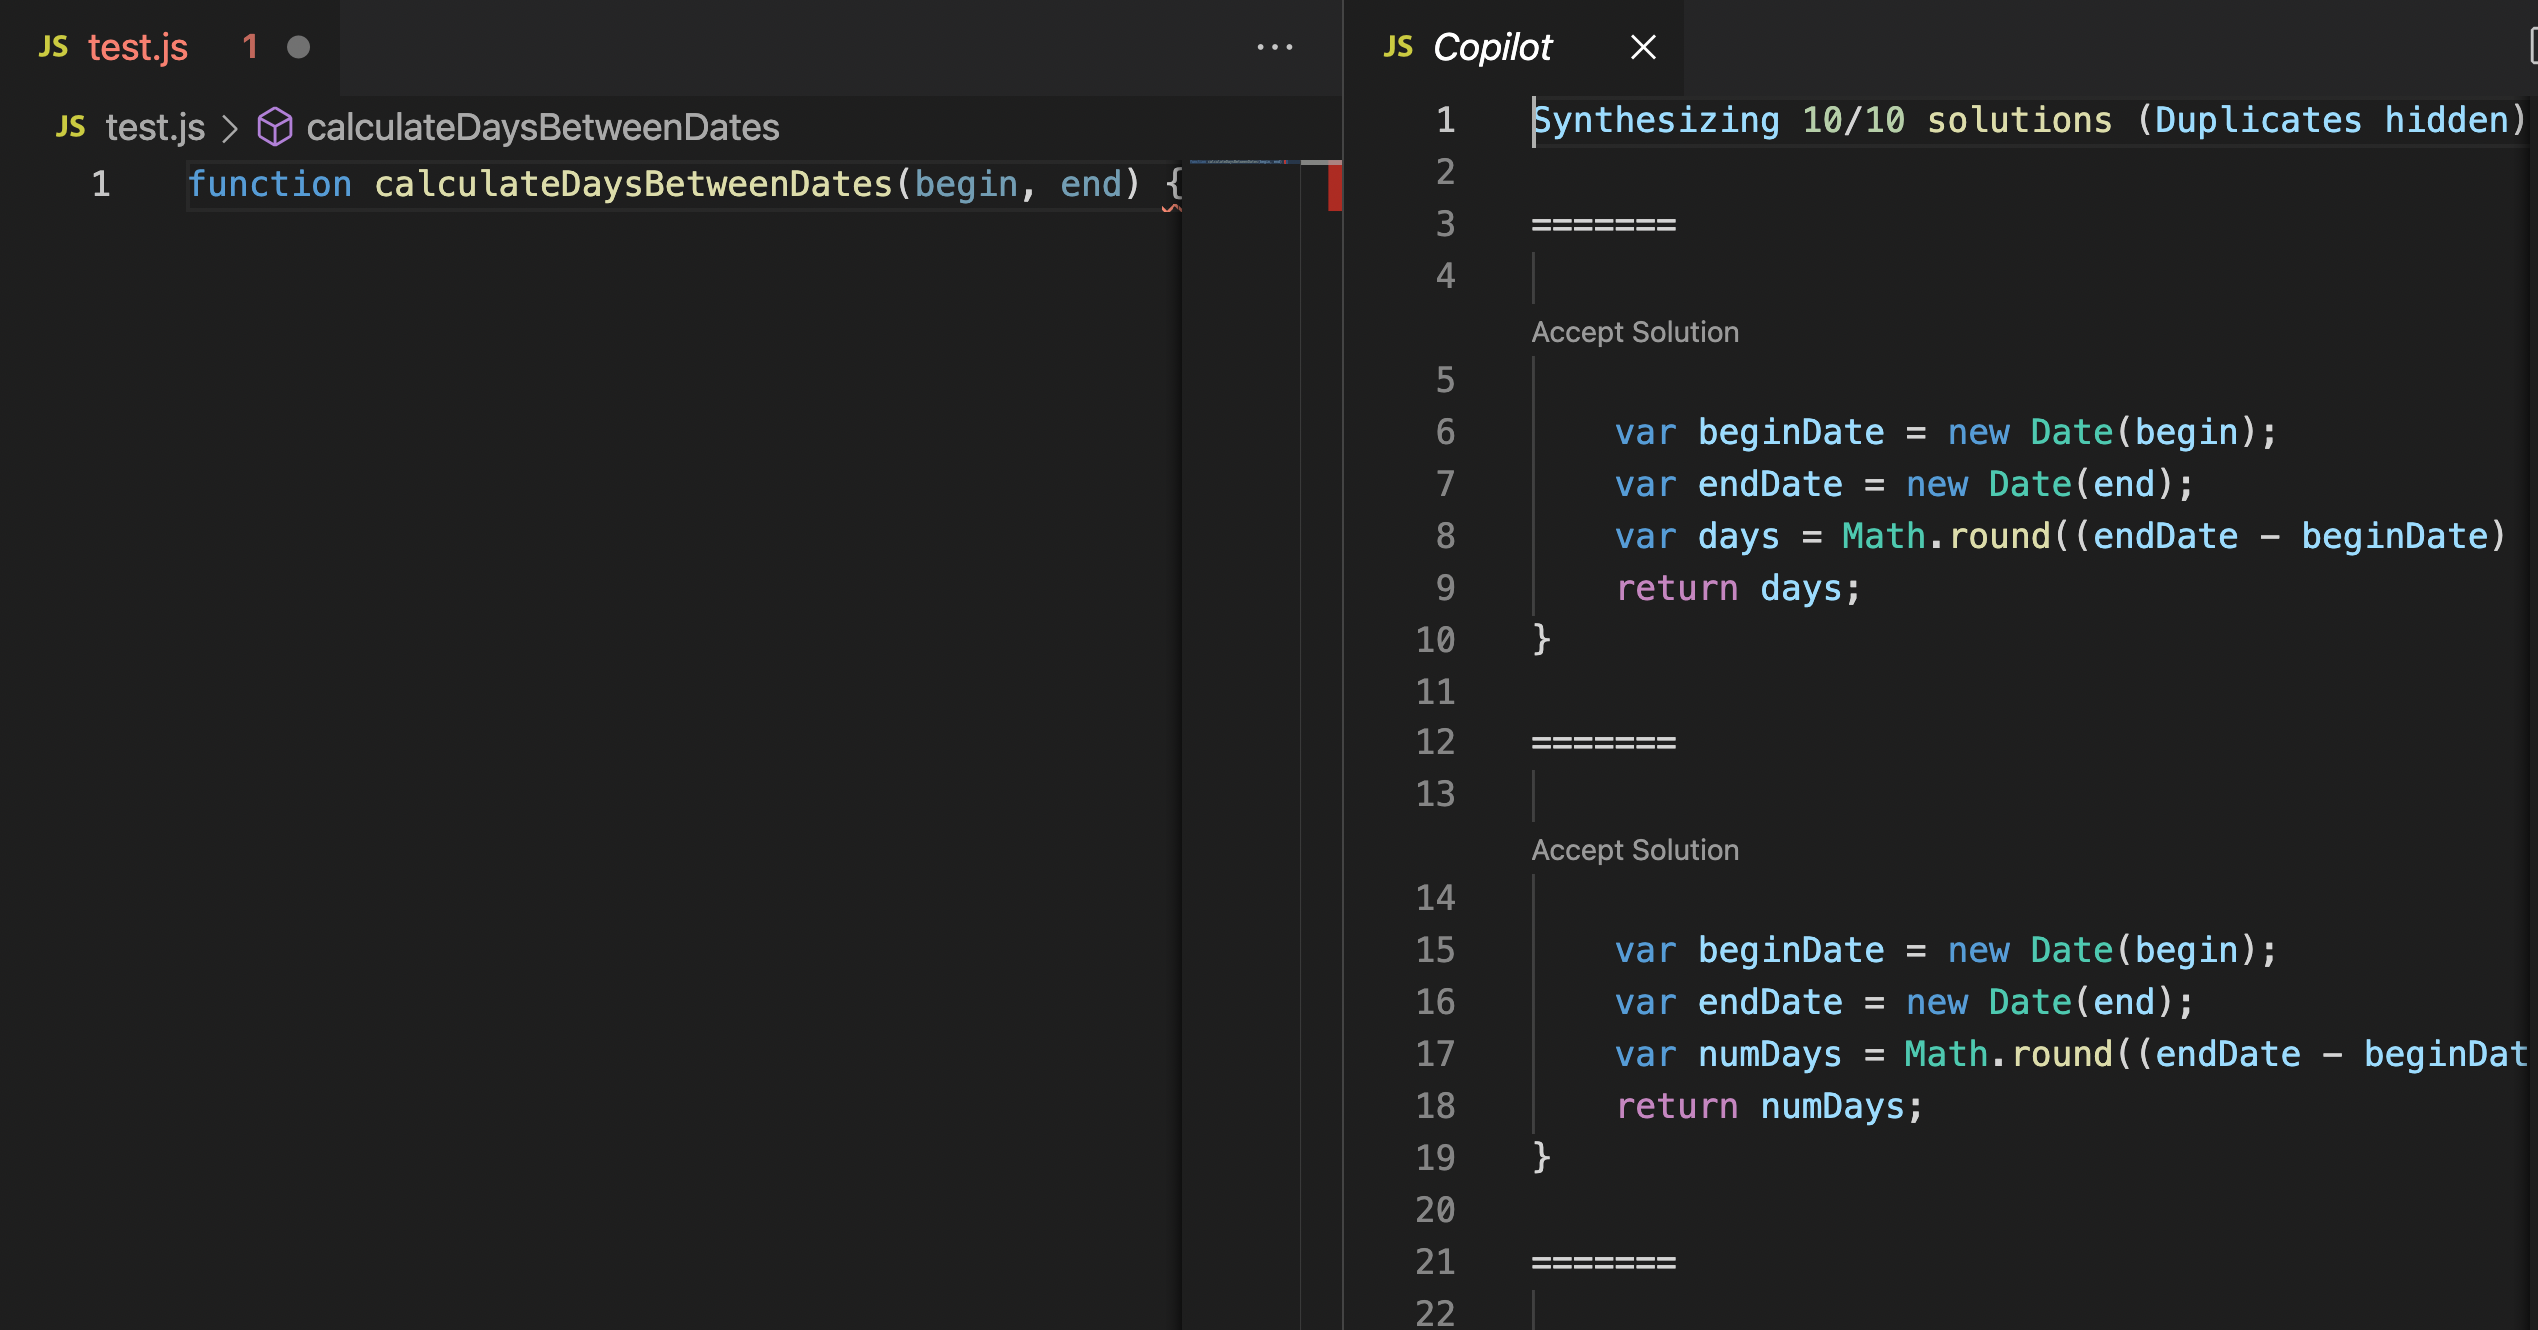 JS test.js 1
JS test.js > calculateDaysBetweenDates
1 function calculateDaysBetweenDates(begin, end) {
JS Copilot
1 Synthesizing 10/10 solutions (Duplicates hidden)
2
3 =======
4
Accept Solution
5
6 var beginDate = new Date(begin);
7 var endDate = new Date(end);
8 var days = Math.round((endDate - beginDate)
9 return days;
10 }
11
12 =======
13
Accept Solution
14
15 var beginDate = new Date(begin);
16 var endDate = new Date(end);
17 var numDays = Math.round((endDate - beginDat
18 return numDays;
19 }
20
21 =======
22